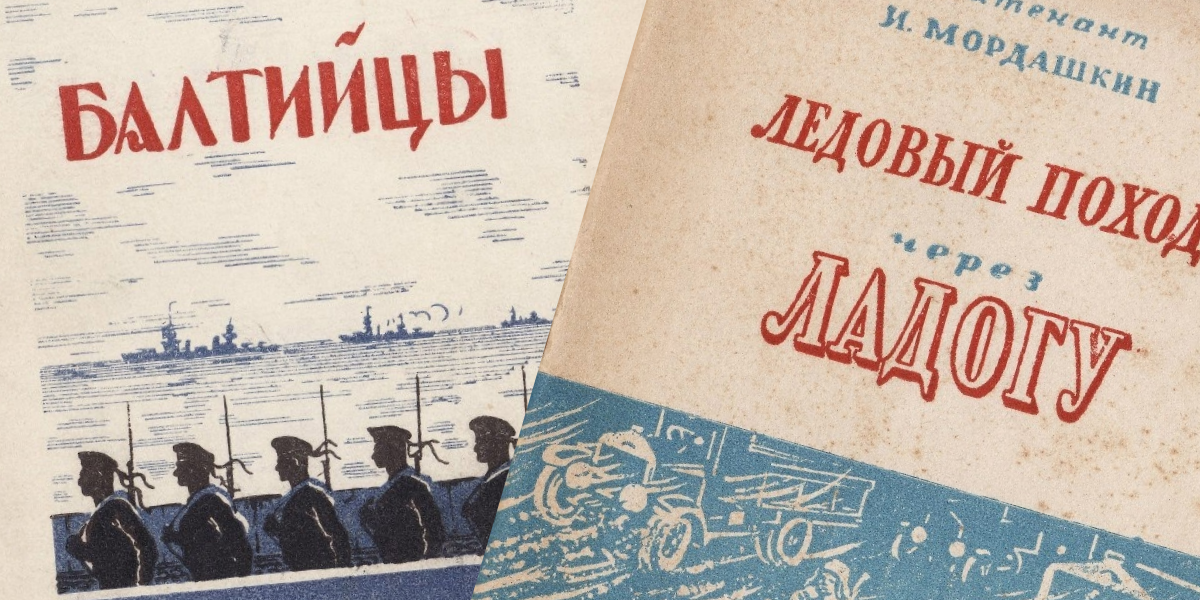 БАЛТИЙЦЫ
И. МОРДАШКИН
ЛЕДОВЫЙ ПОХОД
через
ЛАДОГУ